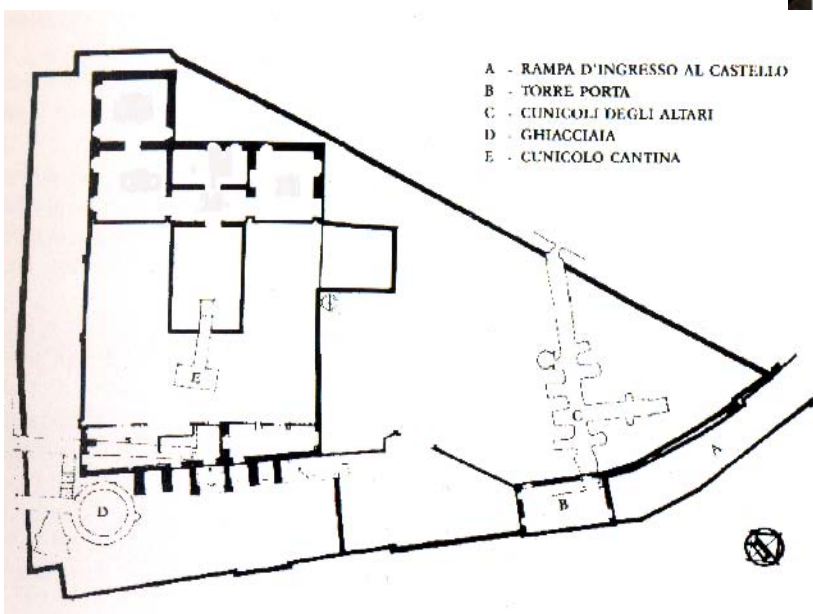 A - RAMPA D'INGRESSO AL CASTELLO
B - TORRE PORTA
C - CUNICOLI DEGLI ALTARI
D - GHIACCIAIA
E - CUNICOLO CANTINA
E
C
A
B
D